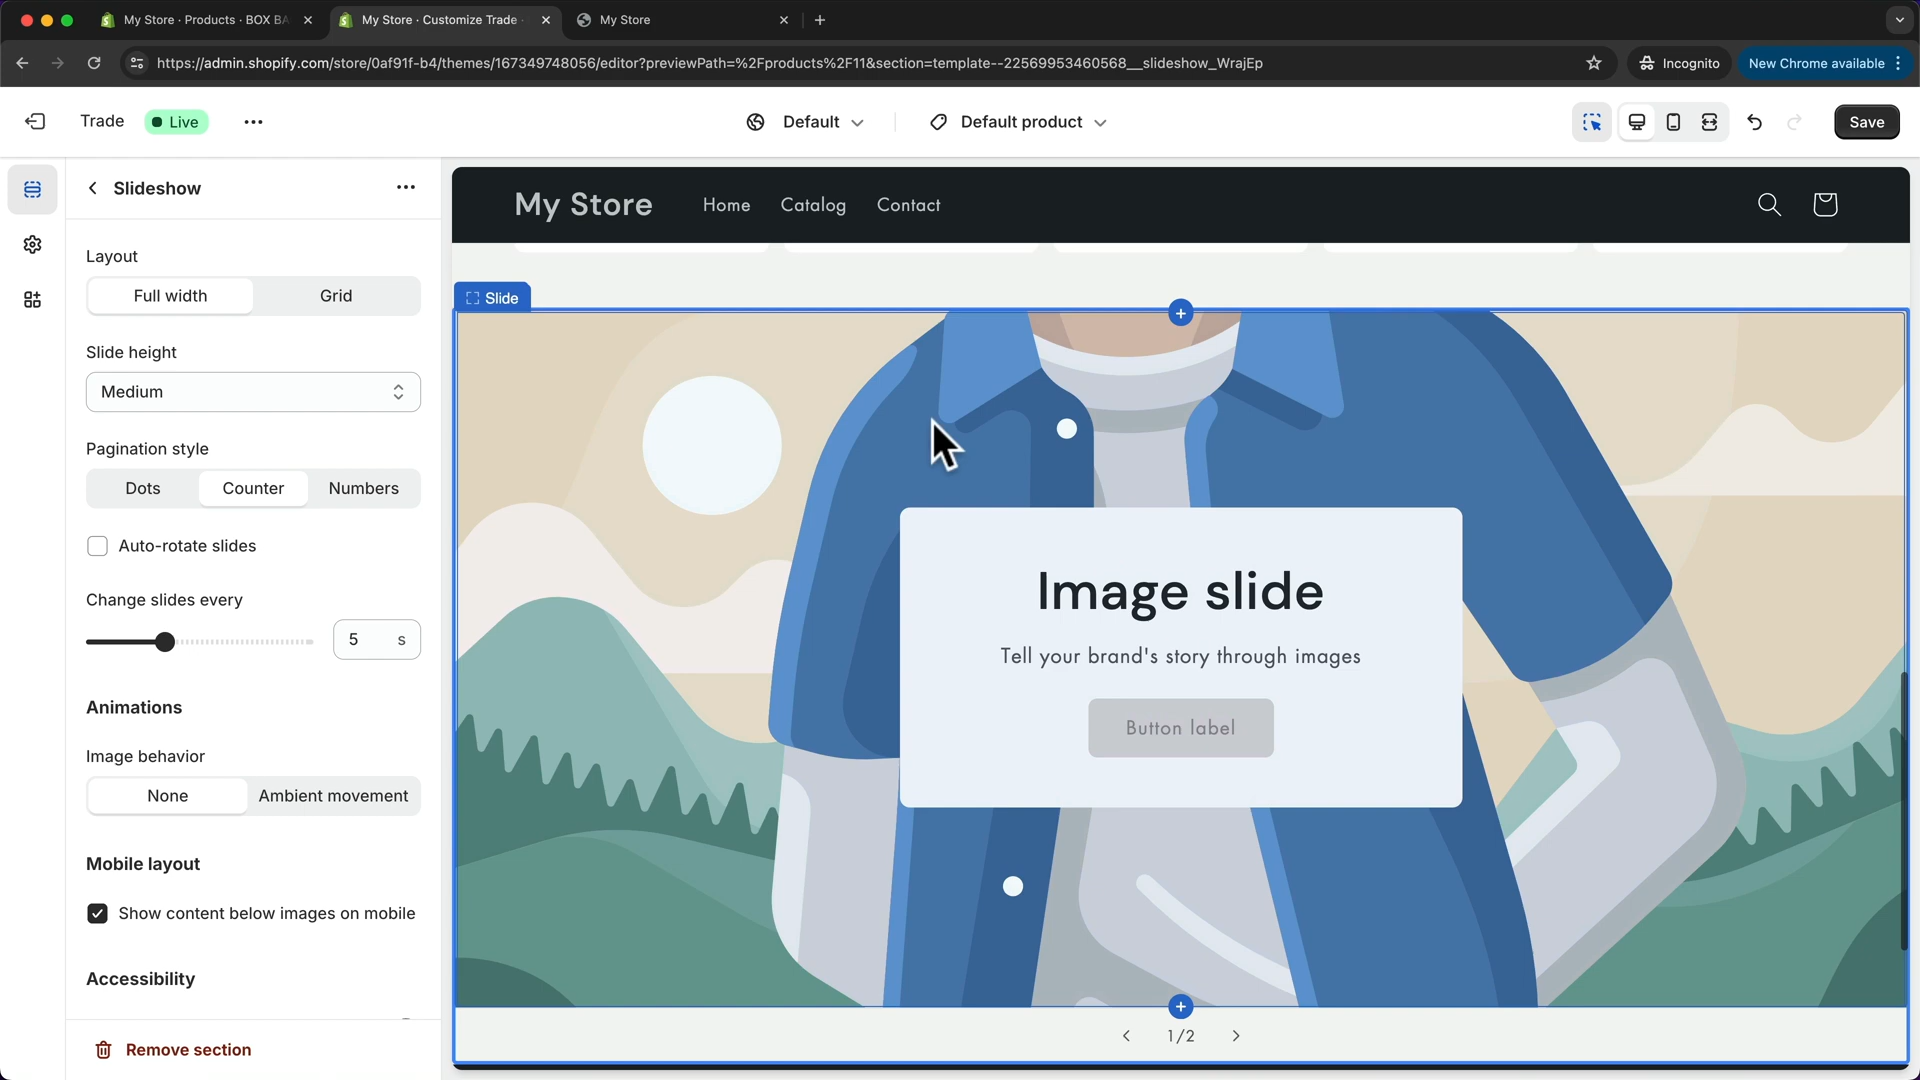 My Store · Products · BOX BA
My Store · Customize Trade ·
My Store
https://admin.shopify.com/store/0af91f-b4/themes/167349748056/editor?previewPath=%2Fproducts%2F11&section=template--22569953460568__slideshow_WrajEp
Incognito
New Chrome available
Trade
Live
Default
Default product
Save
Slideshow
My Store
Home
Catalog
Contact
Layout
Full width
Grid
Slide
Slide height
Medium
Pagination style
Dots
Counter
Numbers
Auto-rotate slides
Change slides every
5 s
Image slide
Tell your brand's story through images
Button label
Animations
Image behavior
None
Ambient movement
Mobile layout
Show content below images on mobile
Accessibility
Remove section
1/2